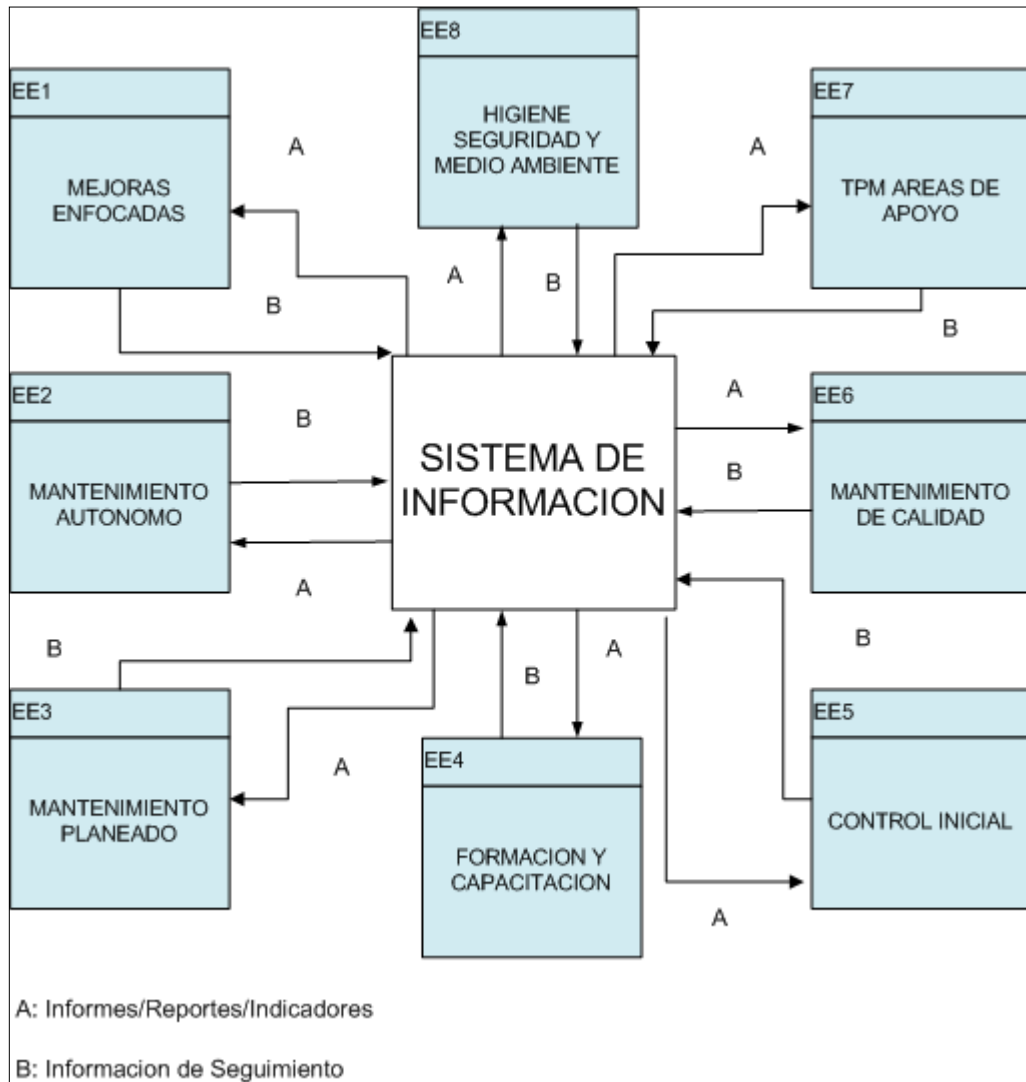 EE8
HIGIENE
SEGURIDAD Y
MEDIO AMBIENTE
EE1
MEJORAS
ENFOCADAS
EE7
TPM AREAS DE
APOYO
A
A
A
B
B
B
EE2
MANTENIMIENTO
AUTONOMO
B
A
SISTEMA DE
INFORMACION
A
B
EE6
MANTENIMIENTO
DE CALIDAD
B
A
B
A
B
A
EE3
MANTENIMIENTO
PLANEADO
EE4
FORMACION Y
CAPACITACION
EE5
CONTROL INICIAL
A: Informes/Reportes/Indicadores
B: Informacion de Seguimiento